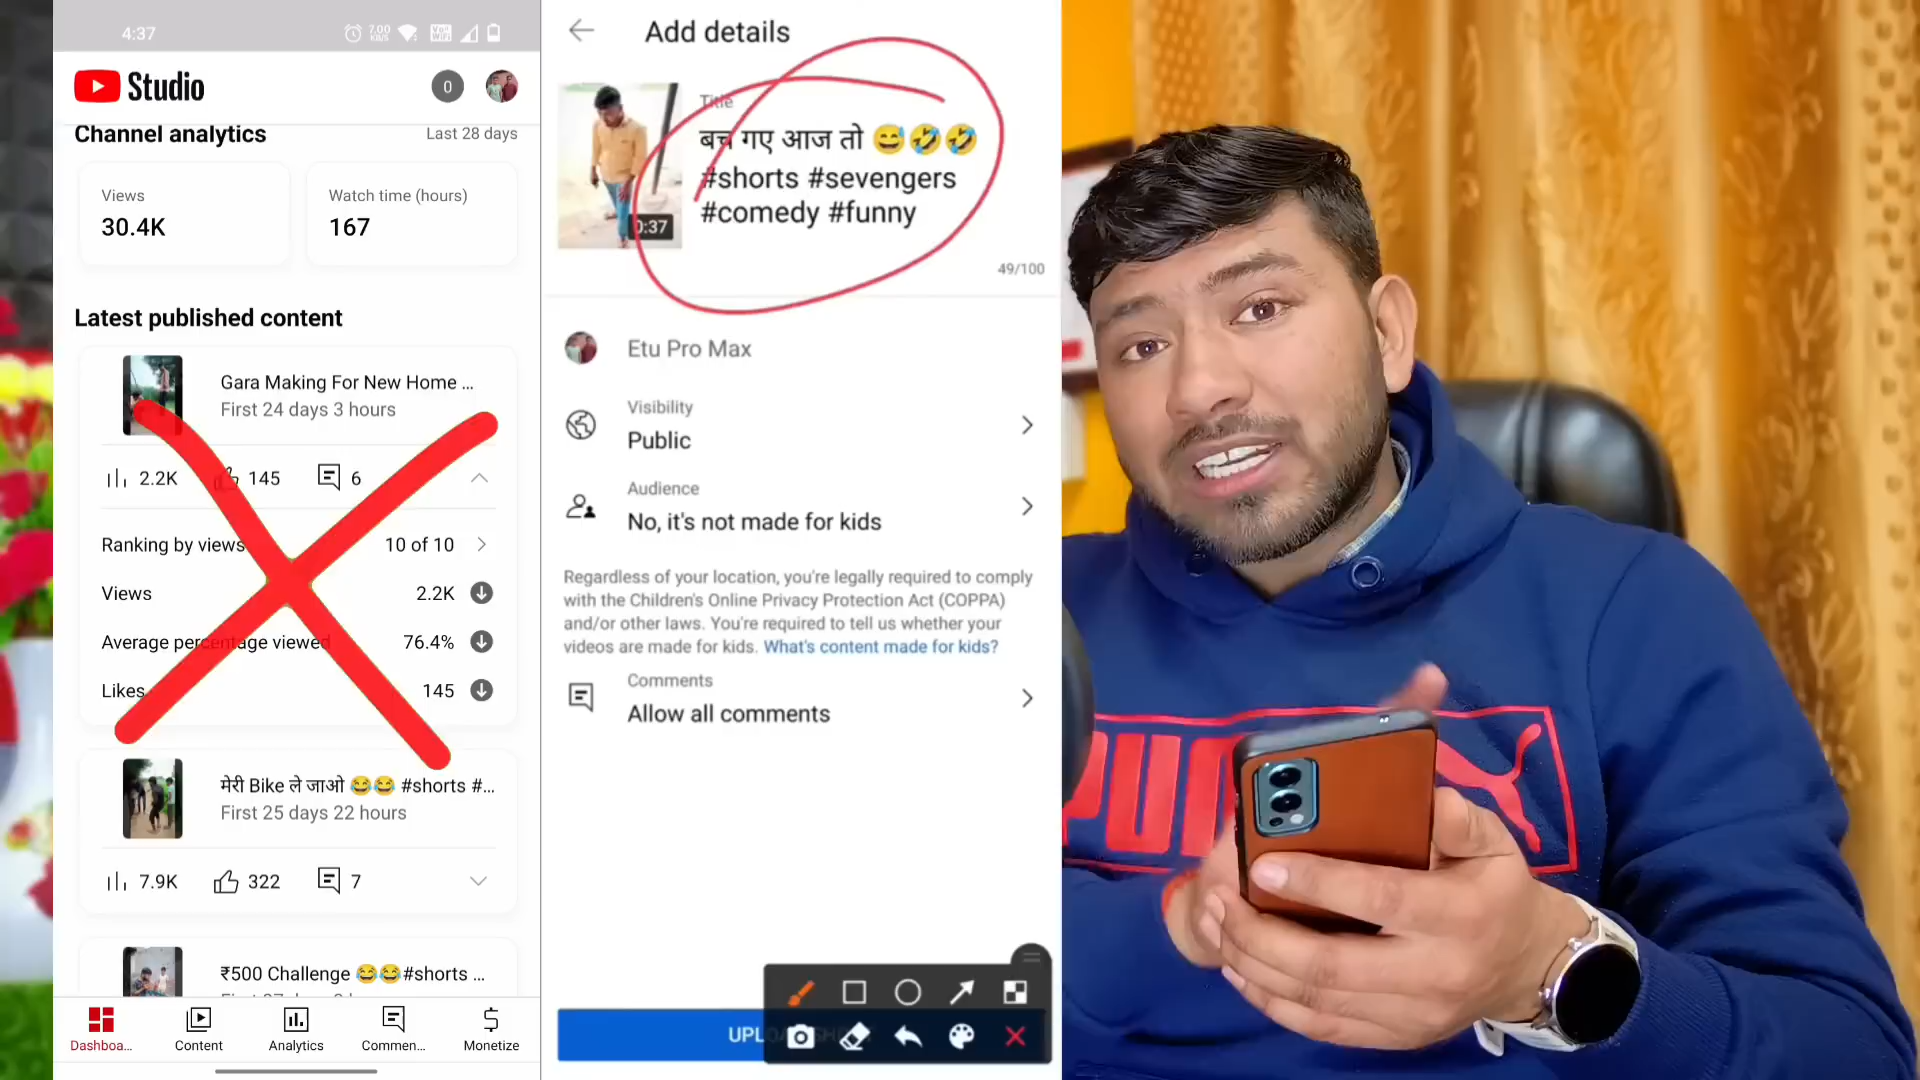 4:37
7.00
KB/S
Studio
0
Channel analytics
Last 28 days
Views
30.4K
Watch time (hours)
167
Latest published content
Gara Making For New Home ...
First 24 days 3 hours
2.2K
145
6
Ranking by views
10 of 10
Views
2.2K
Average percentage viewed
76.4%
Likes
145
मेरी Bike ले जाओ 😂😂 #shorts #...
First 25 days 22 hours
7.9K
322
7
₹500 Challenge 😂😂#shorts ...
Dashboa...
Content
Analytics
Commen...
Monetize
Add details
Title
बच गए आज तो 😅🤣🤣
#shorts #sevengers
#comedy #funny
0:37
49/100
Etu Pro Max
Visibility
Public
Audience
No, it's not made for kids
Regardless of your location, you're legally required to comply
with the Children's Online Privacy Protection Act (COPPA)
and/or other laws. You're required to tell us whether your
videos are made for kids. What's content made for kids?
Comments
Allow all comments